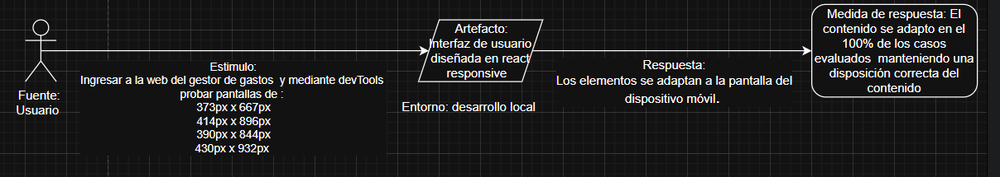 Fuente:
Usuario
Estimulo:
Ingresar a la web del gestor de gastos y mediante devTools
probar pantallas de :
373px x 667px
414px x 896px
390px x 844px
430px x 932px
Artefacto:
Interfaz de usuario
diseñada en react
responsive
Entorno: desarrollo local
Respuesta:
Los elementos se adaptan a la pantalla del
dispositivo móvil.
Medida de respuesta: El
contenido se adapto en el
100% de los casos
evaluados manteniendo una
disposición correcta del
contenido